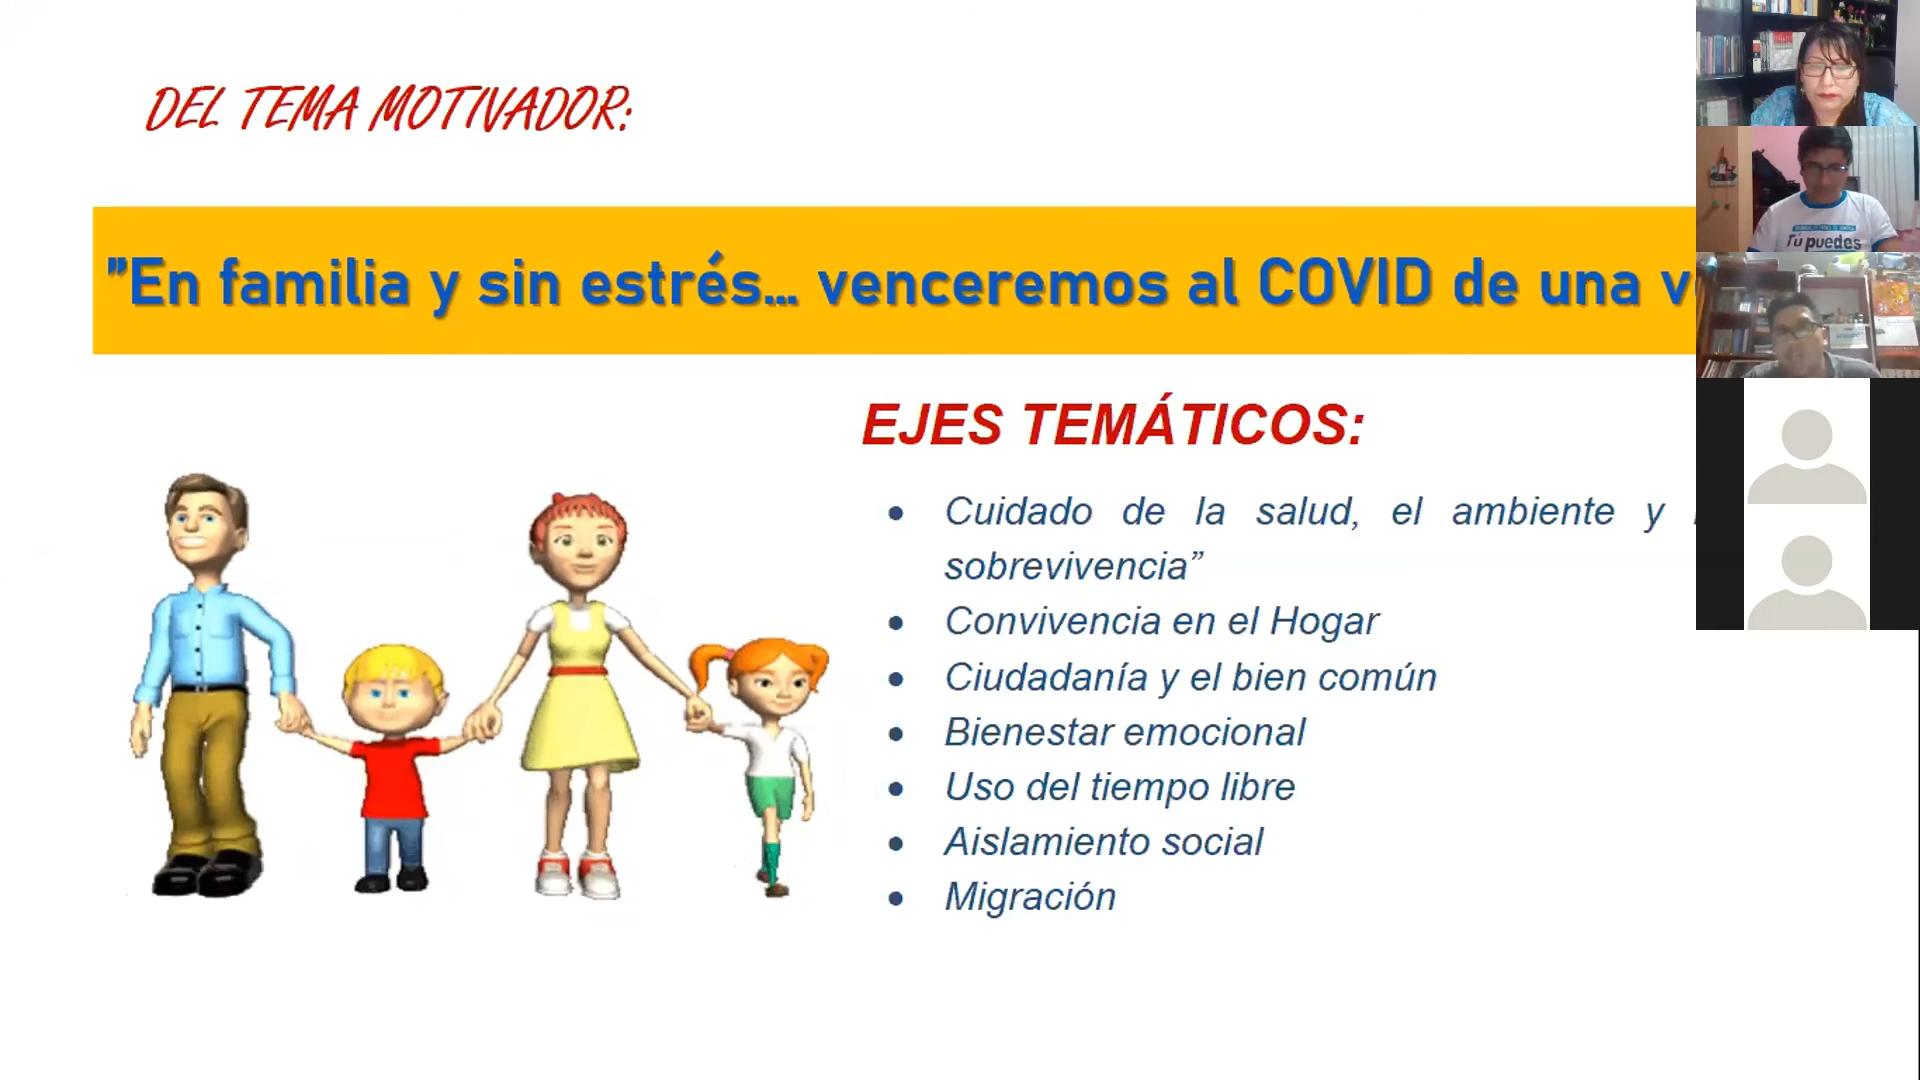 DEL TEMA MOTIVADOR:
"En familia y sin estrés... venceremos al COVID de una
EJES TEMÁTICOS:
• Cuidado de la salud, el ambiente y
sobrevivencia”
• Convivencia en el Hogar
• Ciudadanía y el bien común
• Bienestar emocional
• Uso del tiempo libre
• Aislamiento social
• Migración
Tú puedes